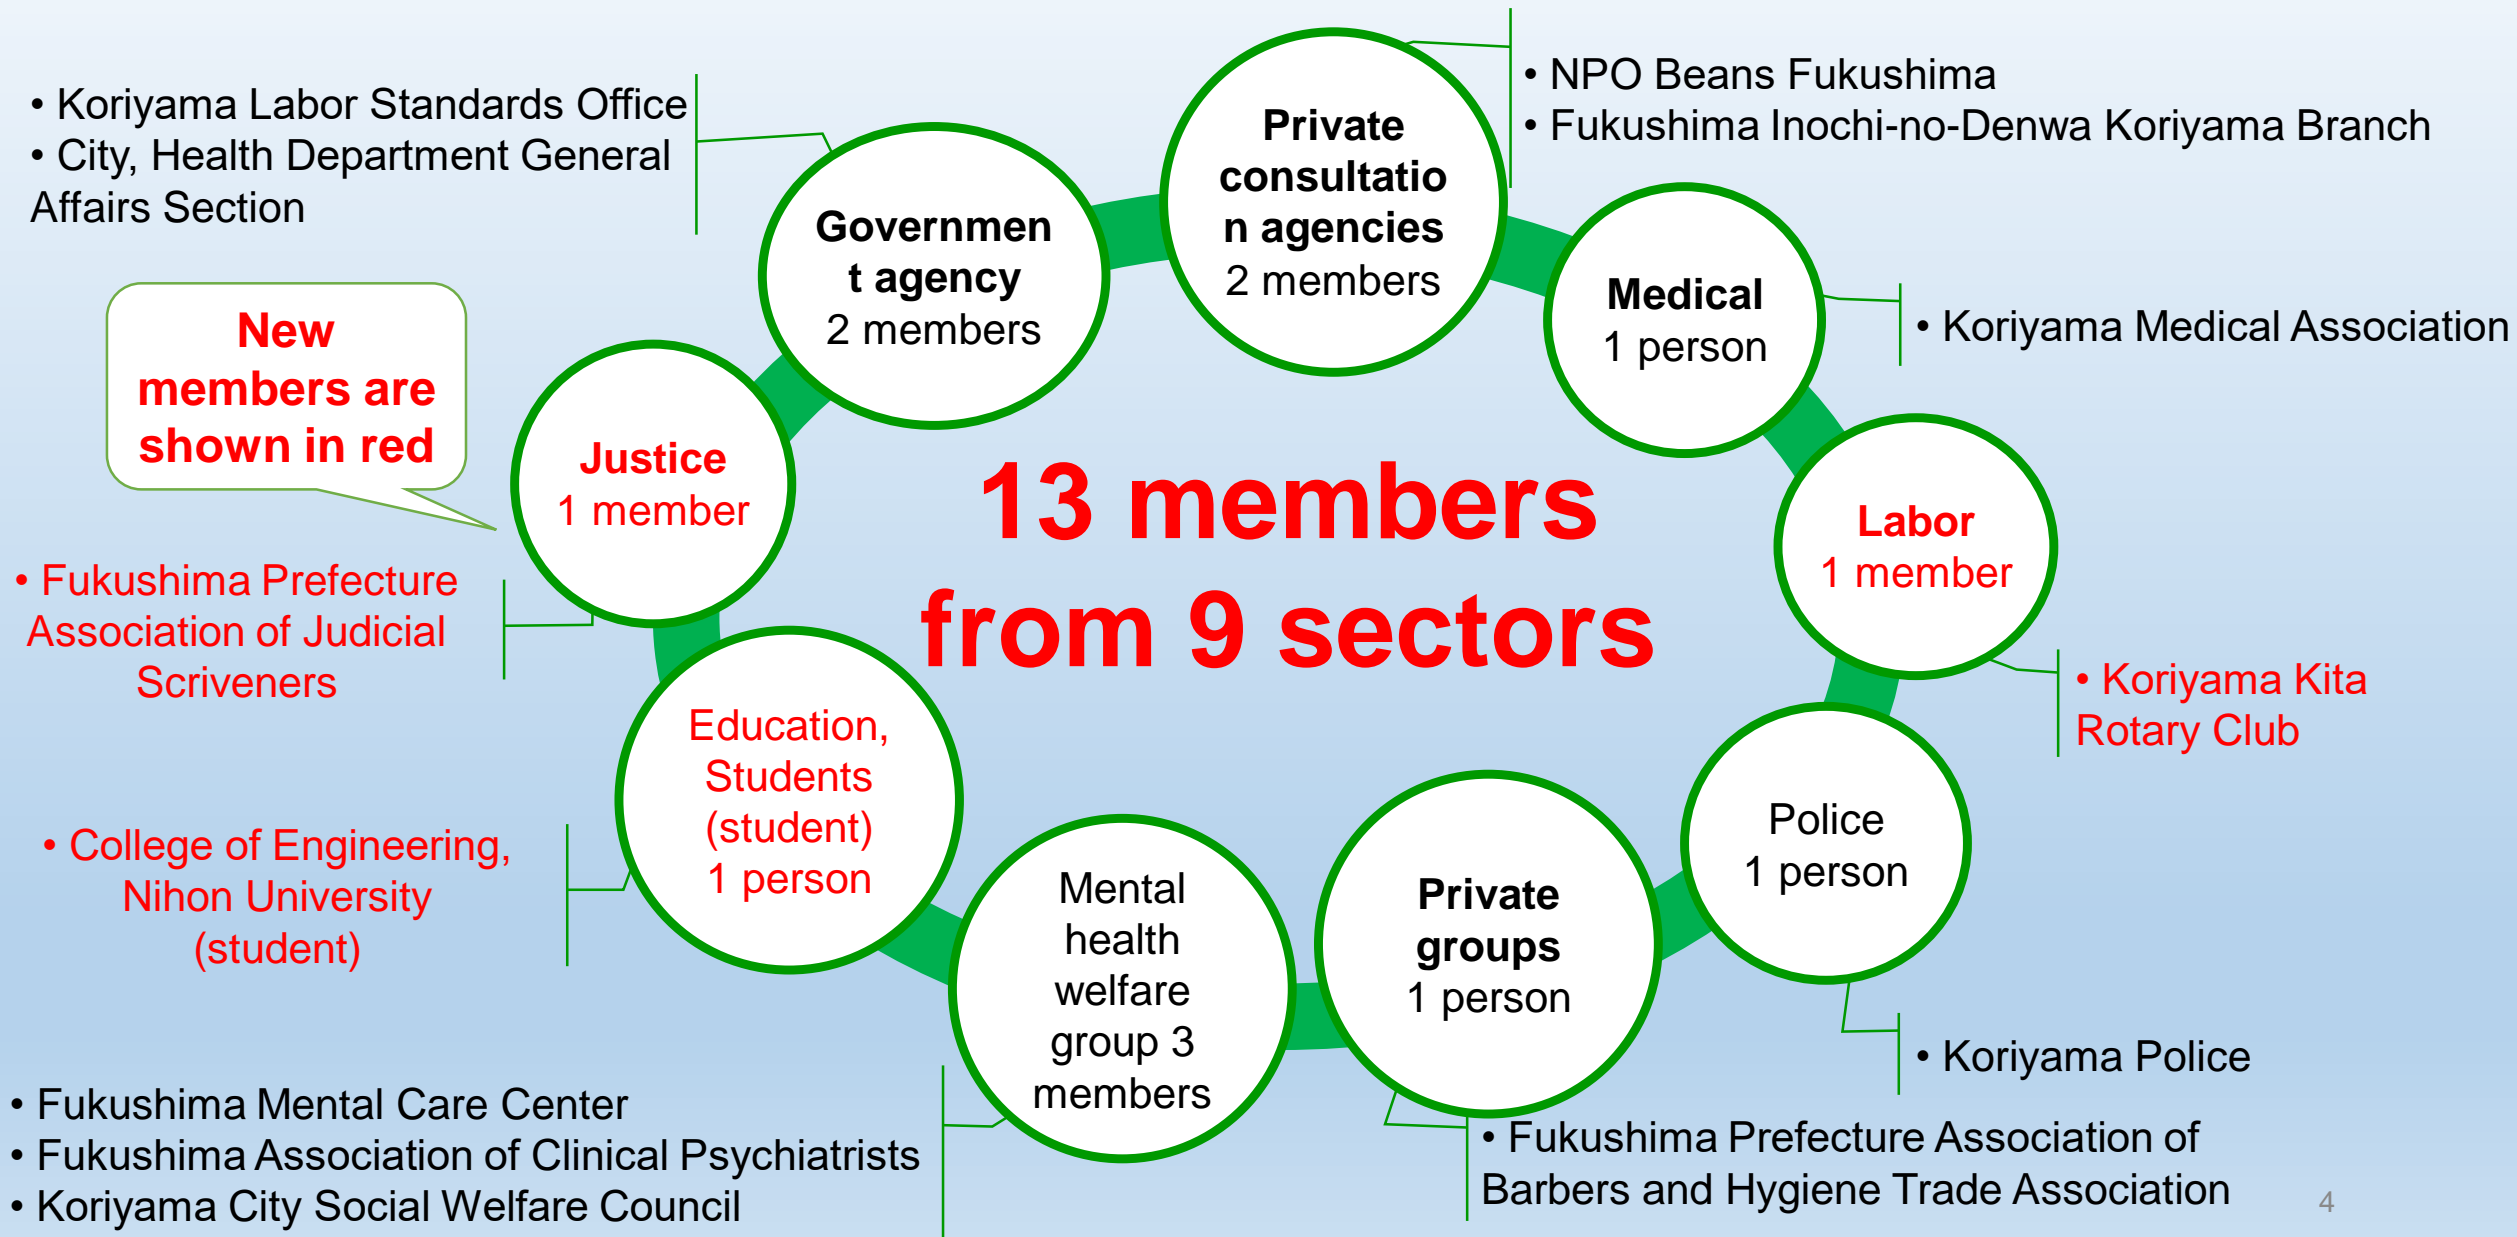 • Koriyama Labor Standards Office
• City, Health Department General
Affairs Section
Governmen
t agency
2 members
Private
consultatio
n agencies
2 members
• NPO Beans Fukushima
• Fukushima Inochi-no-Denwa Koriyama Branch
Medical
1 person
• Koriyama Medical Association
New
members are
shown in red
Justice
1 member
• Fukushima Prefecture
Association of Judicial
Scriveners
13 members
from 9 sectors
Labor
1 member
• Koriyama Kita
Rotary Club
Education,
Students
(student)
1 person
• College of Engineering,
Nihon University
(student)
Mental
health
welfare
group 3
members
• Fukushima Mental Care Center
• Fukushima Association of Clinical Psychiatrists
• Koriyama City Social Welfare Council
Private
groups
1 person
• Fukushima Prefecture Association of
Barbers and Hygiene Trade Association
Police
1 person
• Koriyama Police
4